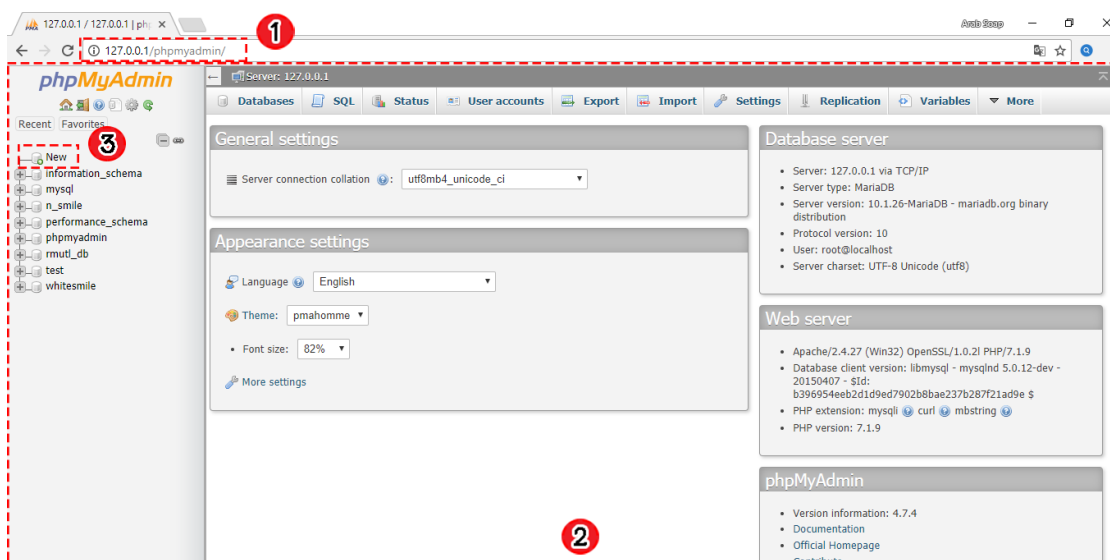 127.0.0.1 / 127.0.0.1 | ph
Arab Soap
1
127.0.0.1/phpmyadmin/
phpMyAdmin
Recent Favorites
3
New
information_schema
mysql
n_smile
performance_schema
phpmyadmin
rmutl_db
test
whitesmile
Server: 127.0.0.1
Databases SQL Status User accounts Export Import Settings Replication Variables More
General settings
Server connection collation : utf8mb4_unicode_ci
Appearance settings
Language English
Theme: pmahomme
• Font size: 82%
More settings
Database server
• Server: 127.0.0.1 via TCP/IP
• Server type: MariaDB
• Server version: 10.1.26-MariaDB - mariadb.org binary
distribution
• Protocol version: 10
• User: root@localhost
• Server charset: UTF-8 Unicode (utf8)
Web server
• Apache/2.4.27 (Win32) OpenSSL/1.0.2l PHP/7.1.9
• Database client version: libmysql - mysqlnd 5.0.12-dev -
20150407 - $Id:
b396954eeb2d1d9ed7902b8bae237b287f21ad9e $
• PHP extension: mysqli curl mbstring
• PHP version: 7.1.9
phpMyAdmin
• Version information: 4.7.4
• Documentation
• Official Homepage
2